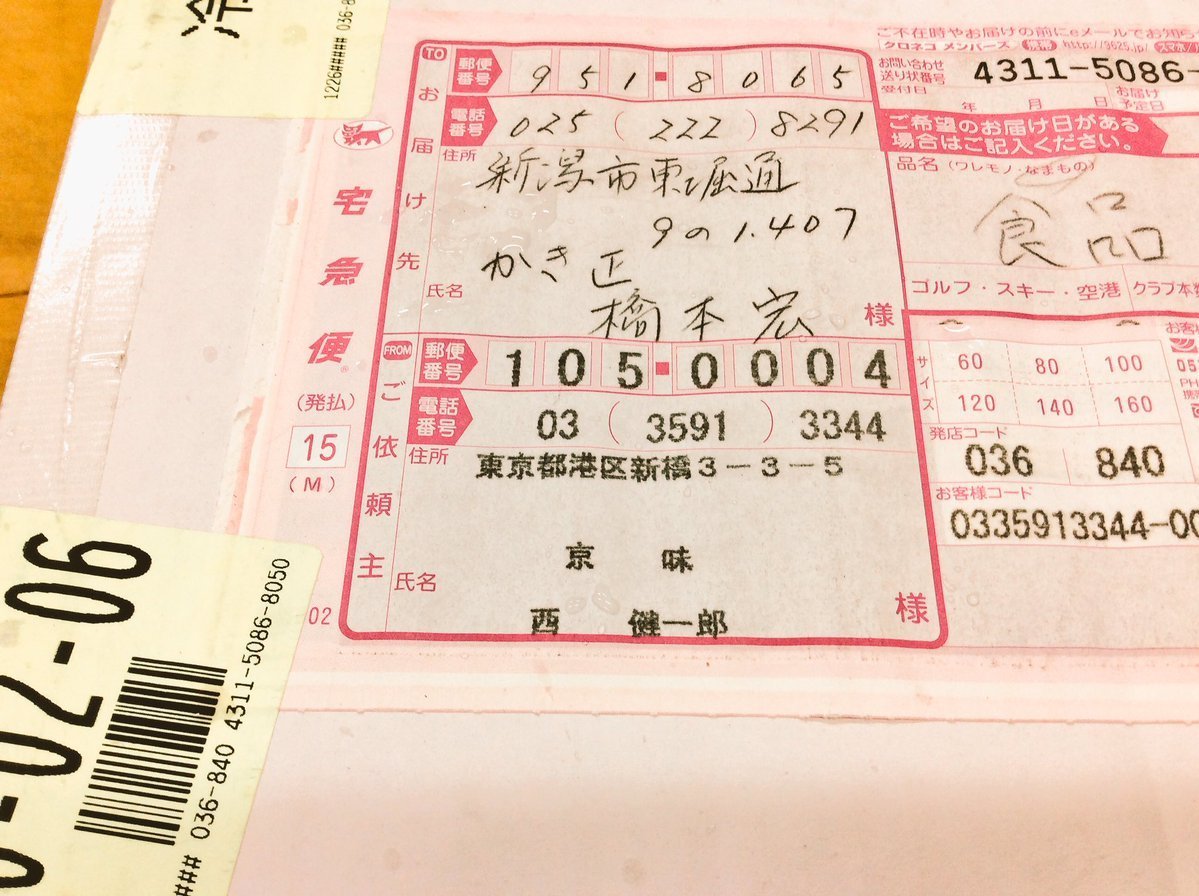 冷
1226##### 036-8
TO
お届け先
郵便番号
951-8065
電話番号
025 ( 222 ) 8291
住所
新潟市東堀通
9の1.407
かき正
氏名
橋本宏
様
FROM
ご依頼主
郵便番号
105-0004
電話番号
03 ( 3591 ) 3344
住所
東京都港区新橋3-3-5
京 味
氏名
西 健一郎
様
宅急便
(発払)
15
(M)
02
ご不在時やお届けの前にeメールでお知ら
クロネコ メンバーズ 携帯 http://9625.jp/
お問い合わせ
送り状番号
4311-5086-
受付日
年 月 日
お届け
予定日
ご希望のお届け日がある
場合はご記入ください。
品名 (ワレモノ・なまもの)
食品
ゴルフ・スキー・空港
クラブ本数
サイズ
60 80 100
120 140 160
発店コード
036 840
お客様コード
0335913344-00
-02-06
036-840 4311-5086-8050